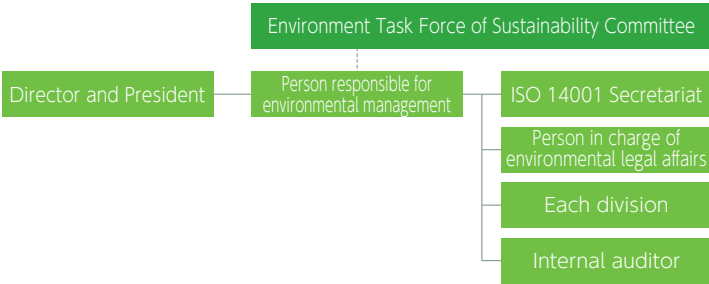 Environment Task Force of Sustainability Committee
Director and President
Person responsible for
environmental management
ISO 14001 Secretariat
Person in charge of
environmental legal affairs
Each division
Internal auditor